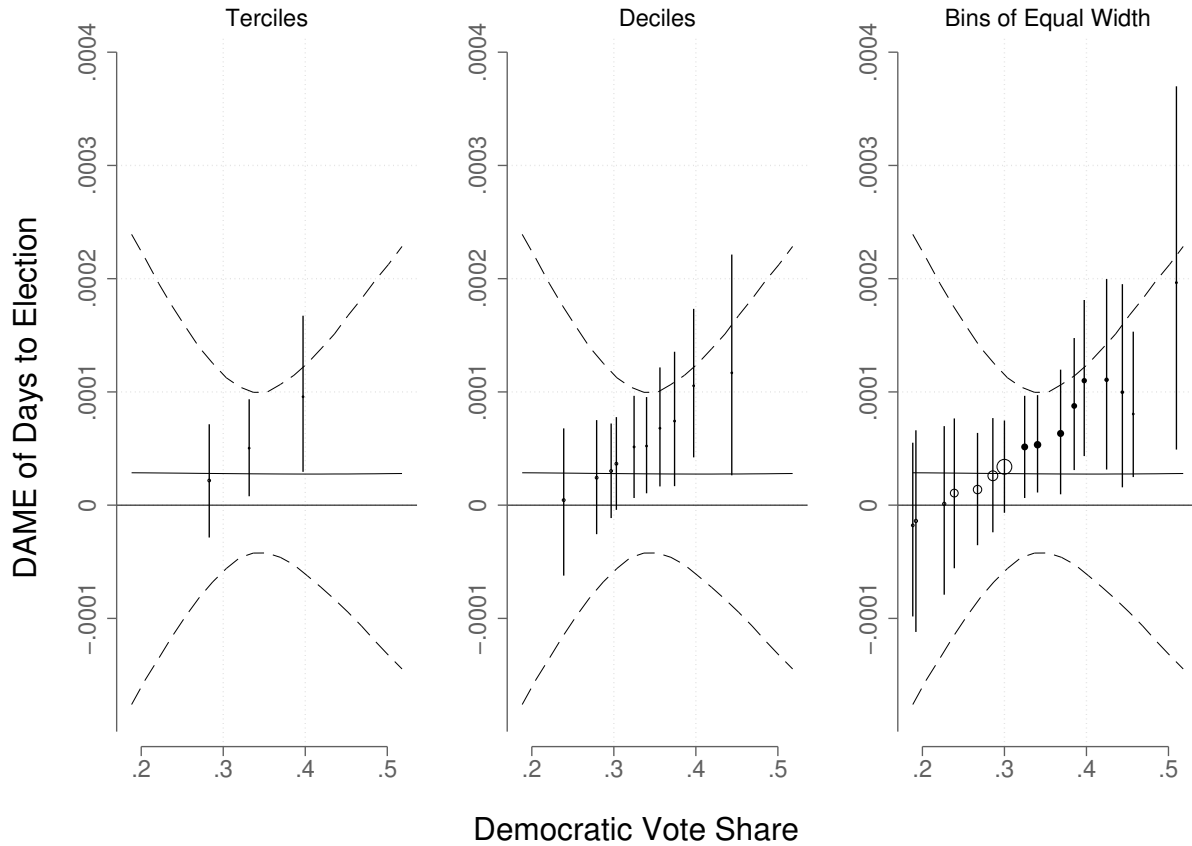 Terciles
Deciles
Bins of Equal Width
DAME of Days to Election
.0004
.0003
.0002
.0001
0
-.0001
.0004
.0003
.0002
.0001
0
-.0001
.0004
.0003
.0002
.0001
0
-.0001
.2 .3 .4 .5
.2 .3 .4 .5
.2 .3 .4 .5
Democratic Vote Share